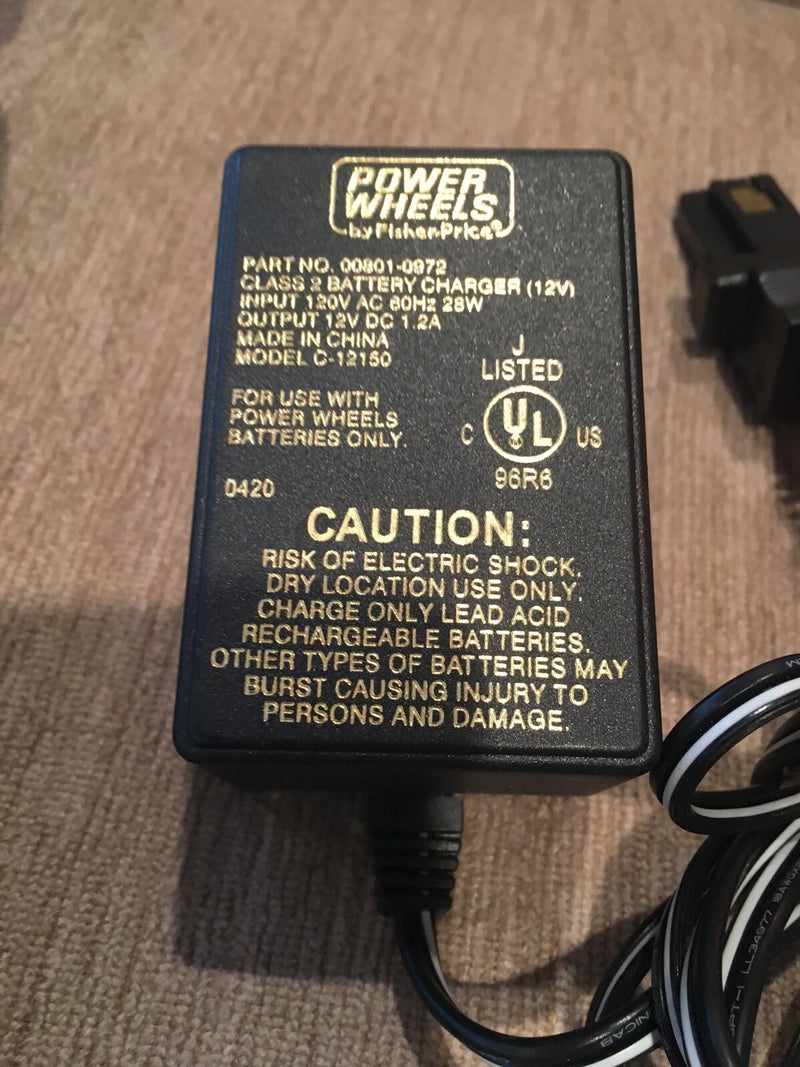 POWER
WHEELS
by Fisher-Price®
PART NO. 00801-0972
CLASS 2 BATTERY CHARGER (12V)
INPUT 120V AC 60Hz 28W
OUTPUT 12V DC 1.2A
MADE IN CHINA
MODEL C-12150
J
LISTED
FOR USE WITH
POWER WHEELS
BATTERIES ONLY.
C UL US
96R6
0420
CAUTION:
RISK OF ELECTRIC SHOCK.
DRY LOCATION USE ONLY.
CHARGE ONLY LEAD ACID
RECHARGEABLE BATTERIES.
OTHER TYPES OF BATTERIES MAY
BURST CAUSING INJURY TO
PERSONS AND DAMAGE.
LL34977 18AWGX